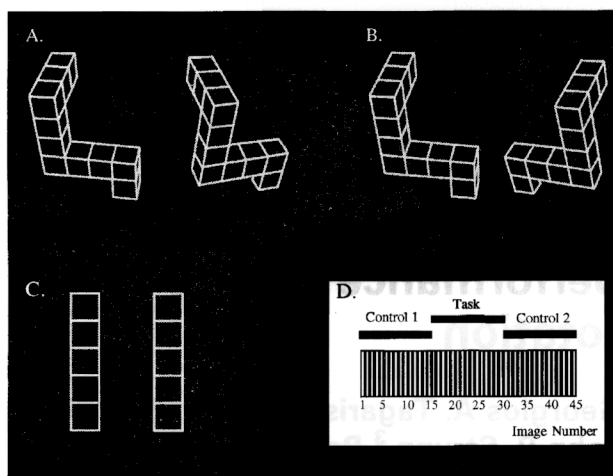 A.
B.
C.
D.
Task
Control 1
Control 2
1 5 10 15 20 25 30 35 40 45
Image Number